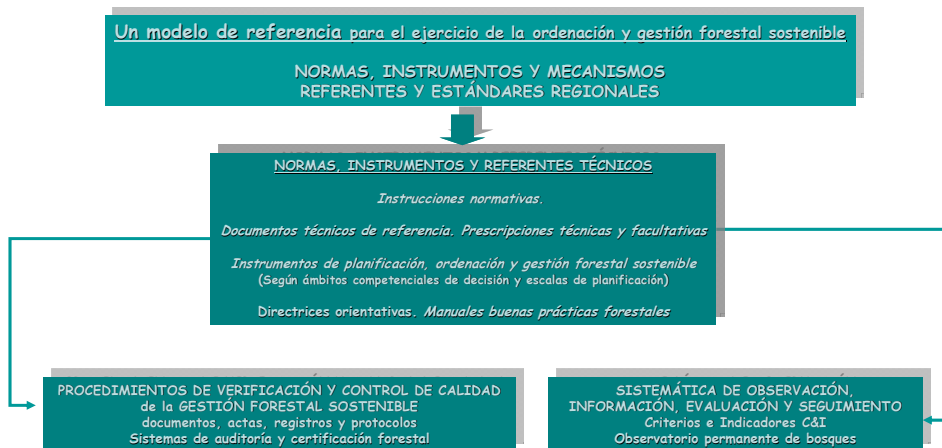 Un modelo de referencia para el ejercicio de la ordenación y gestión forestal sostenible
NORMAS, INSTRUMENTOS Y MECANISMOS
REFERENTES Y ESTÁNDARES REGIONALES
NORMAS, INSTRUMENTOS Y REFERENTES TÉCNICOS
Instrucciones normativas.
Documentos técnicos de referencia. Prescripciones técnicas y facultativas
Instrumentos de planificación, ordenación y gestión forestal sostenible
(Según ámbitos competenciales de decisión y escalas de planificación)
Directrices orientativas. Manuales buenas prácticas forestales
PROCEDIMIENTOS DE VERIFICACIÓN Y CONTROL DE CALIDAD
de la GESTIÓN FORESTAL SOSTENIBLE
documentos, actas, registros y protocolos
Sistemas de auditoría y certificación forestal
SISTEMÁTICA DE OBSERVACIÓN,
INFORMACIÓN, EVALUACIÓN Y SEGUIMIENTO
Criterios e Indicadores C&I
Observatorio permanente de bosques